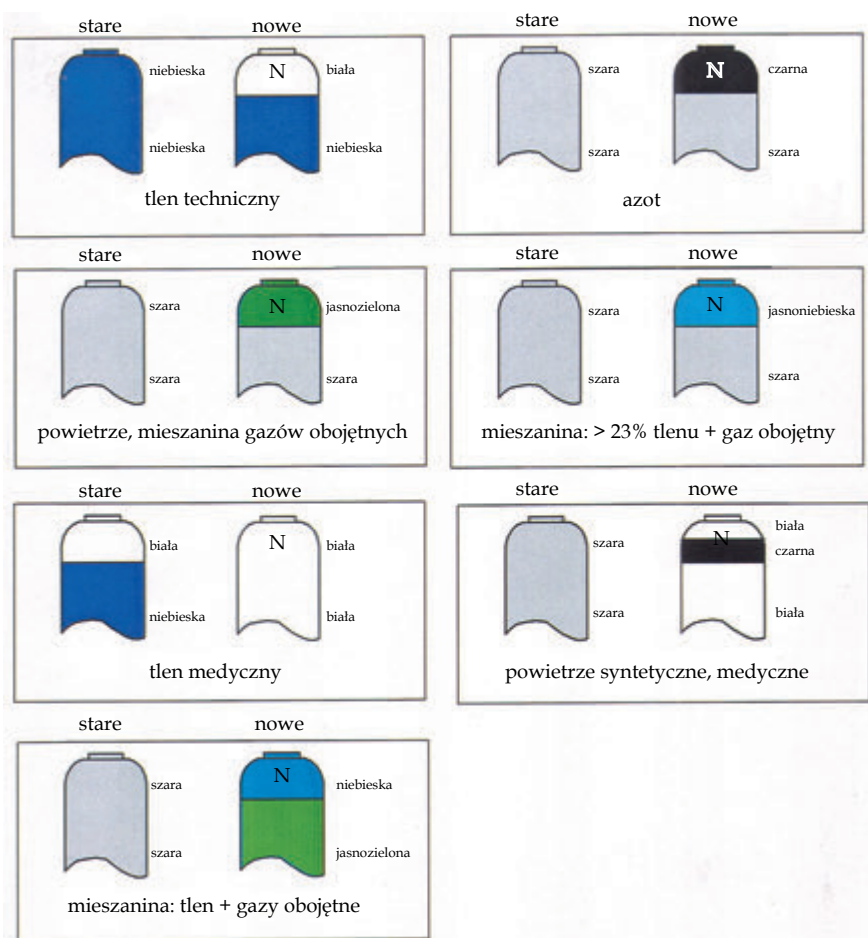 stare nowe
N
niebieska biała
niebieska niebieska
tlen techniczny
stare nowe
N
szara czarna
szara szara
azot
stare nowe
N
szara jasnozielona
szara szara
powietrze, mieszanina gazów obojętnych
stare nowe
N
szara jasnoniebieska
szara szara
mieszanina: > 23% tlenu + gaz obojętny
stare nowe
N
biała biała
niebieska biała
tlen medyczny
stare nowe
biała
N
szara czarna
szara biała
powietrze syntetyczne, medyczne
stare nowe
N
szara niebieska
szara jasnozielona
mieszanina: tlen + gazy obojętne